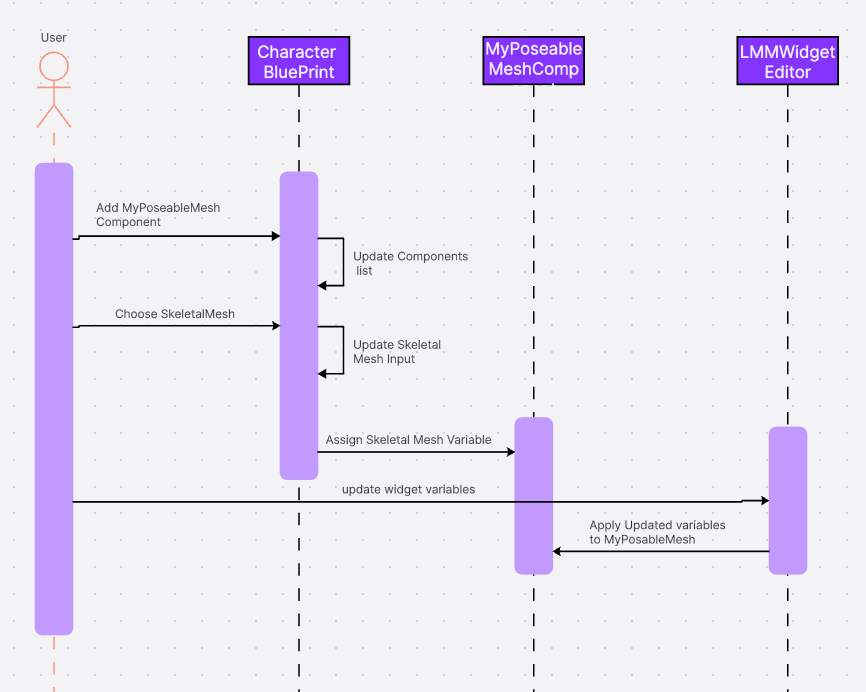 User
Character
BluePrint
MyPoseable
MeshComp
LMMWidget
Editor
Add MyPoseableMesh
Component
Update Components
list
Choose SkeletalMesh
Update Skeletal
Mesh Input
Assign Skeletal Mesh Variable
update widget variables
Apply Updated variables
to MyPosableMesh